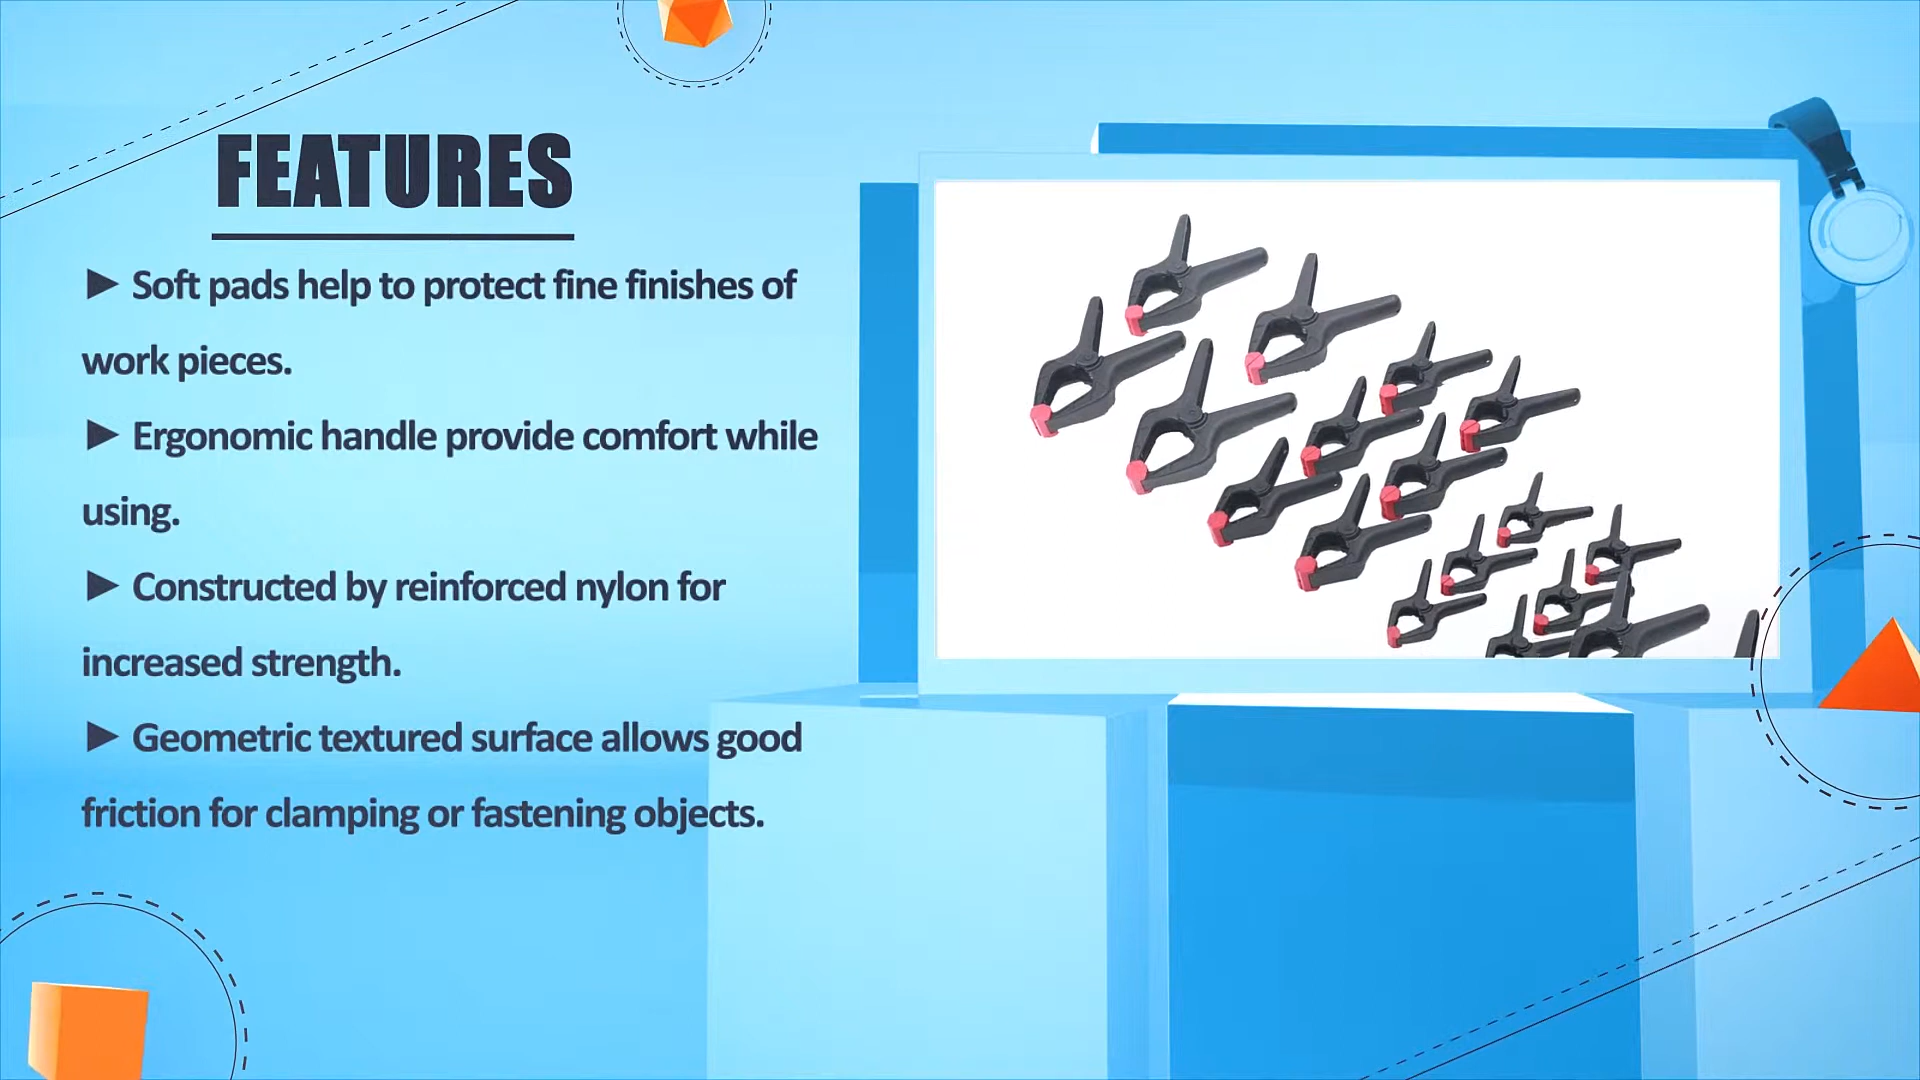 FEATURES
► Soft pads help to protect fine finishes of
work pieces.
► Ergonomic handle provide comfort while
using.
► Constructed by reinforced nylon for
increased strength.
► Geometric textured surface allows good
friction for clamping or fastening objects.